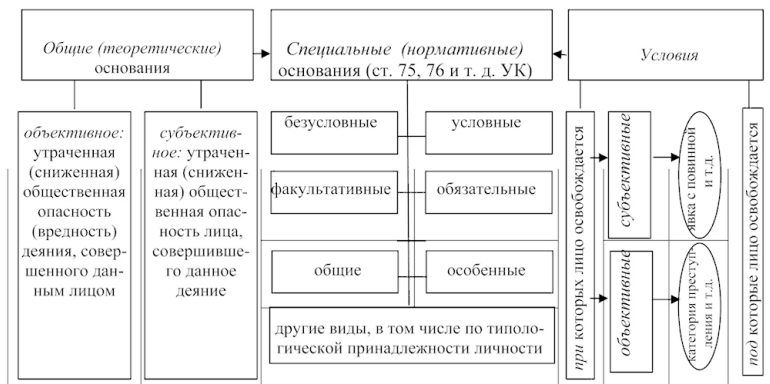 Общие (теоретические)
основания
Специальные (нормативные)
основания (ст. 75, 76 и т. д. УК)
Условия
объективное:
утраченная
(сниженная)
общественная
опасность
(вредность)
деяния, совер-
шенного дан-
ным лицом
субъектив-
ное: утрачен-
ная (снижен-
ная) общест-
венная опас-
ность лица,
совершивше-
го данное
деяние
безусловные
условные
факультативные
обязательные
общие
особенные
другие виды, в том числе по типоло-
гической принадлежности личности
при которых лицо освобождается
субъективные
явка с повинной
и т.д.
объективные
категория преступ-
ления и т.д.
под которые лицо освобождается